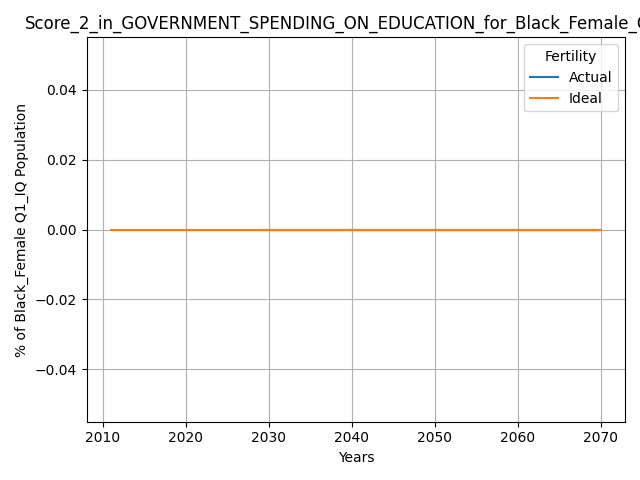 Score_2_in_GOVERNMENT_SPENDING_ON_EDUCATION_for_Black_Female_
Fertility
Actual
Ideal
0.04
0.02
0.00
−0.02
−0.04
% of Black_Female Q1_IQ Population
2010 2020 2030 2040 2050 2060 2070
Years